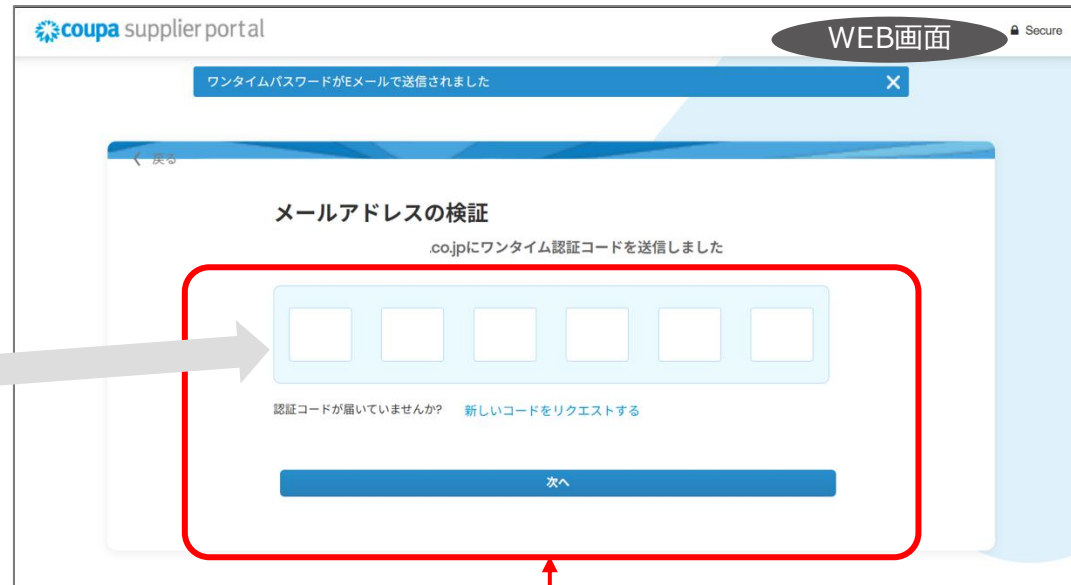 coupa supplier portal
WEB画面
Secure
ワンタイムパスワードがEメールで送信されました
戻る
メールアドレスの検証
.co.jpにワンタイム認証コードを送信しました
認証コードが届いていませんか? 新しいコードをリクエストする
次へ